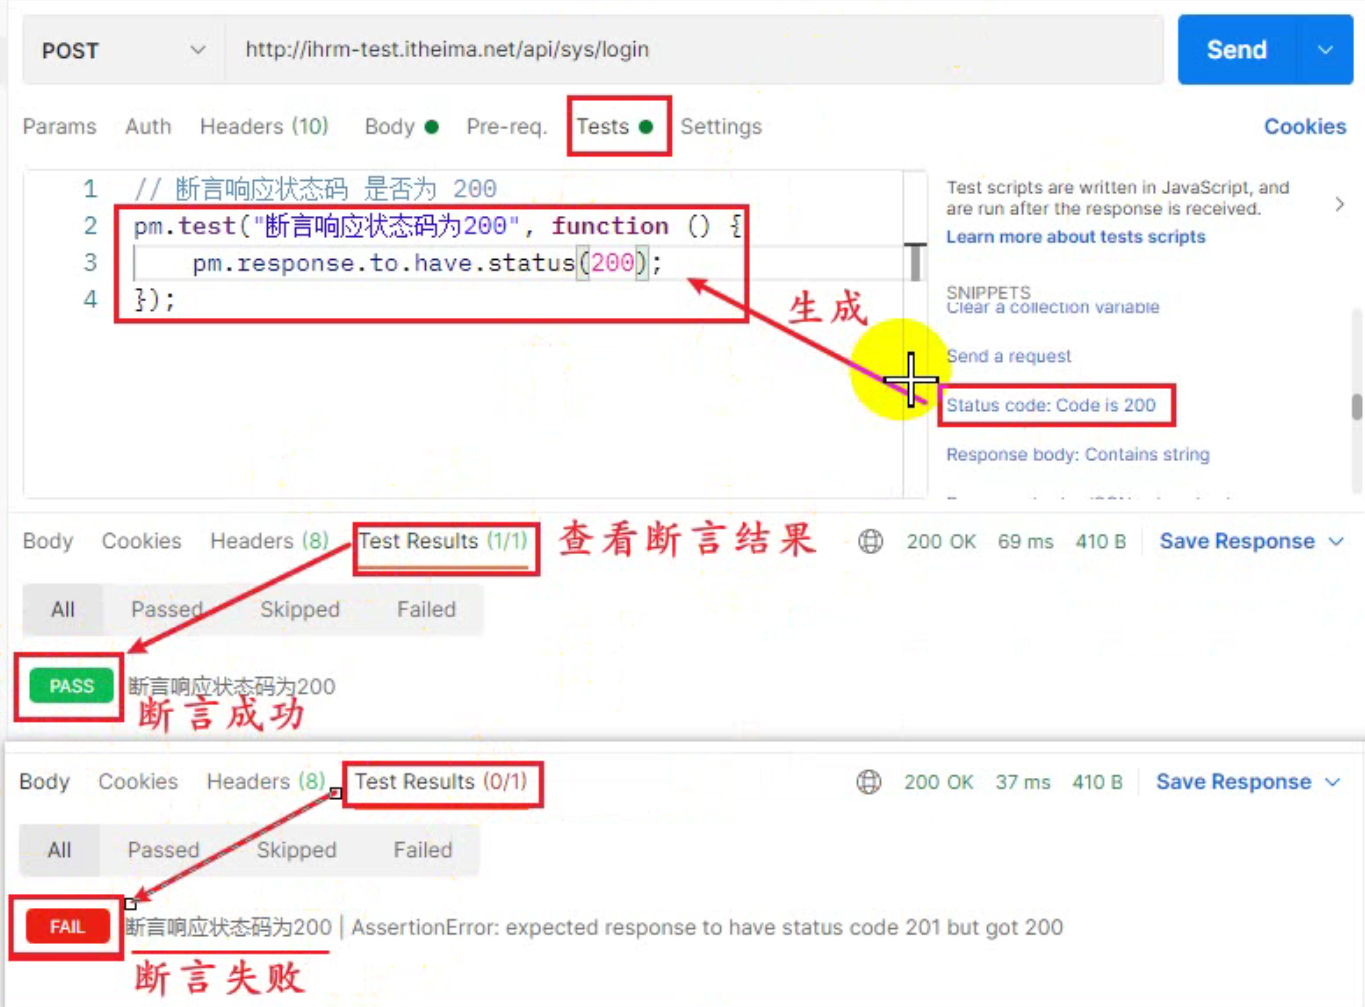 POST http://ihrm-test.itheima.net/api/sys/login Send
Params Auth Headers (10) Body Pre-req. Tests Settings Cookies
1 // 断言响应状态码 是否为 200
2 pm.test("断言响应状态码为200", function () {
3 pm.response.to.have.status(200);
4 });
生成
Test scripts are written in JavaScript, and
are run after the response is received.
Learn more about tests scripts
SNIPPETS
Clear a collection variable
Send a request
Status code: Code is 200
Response body: Contains string
Body Cookies Headers (8) Test Results (1/1) 查看断言结果 200 OK 69 ms 410 B Save Response
All Passed Skipped Failed
PASS 断言响应状态码为200
断言成功
Body Cookies Headers (8) Test Results (0/1) 200 OK 37 ms 410 B Save Response
All Passed Skipped Failed
FAIL 断言响应状态码为200 | AssertionError: expected response to have status code 201 but got 200
断言失败